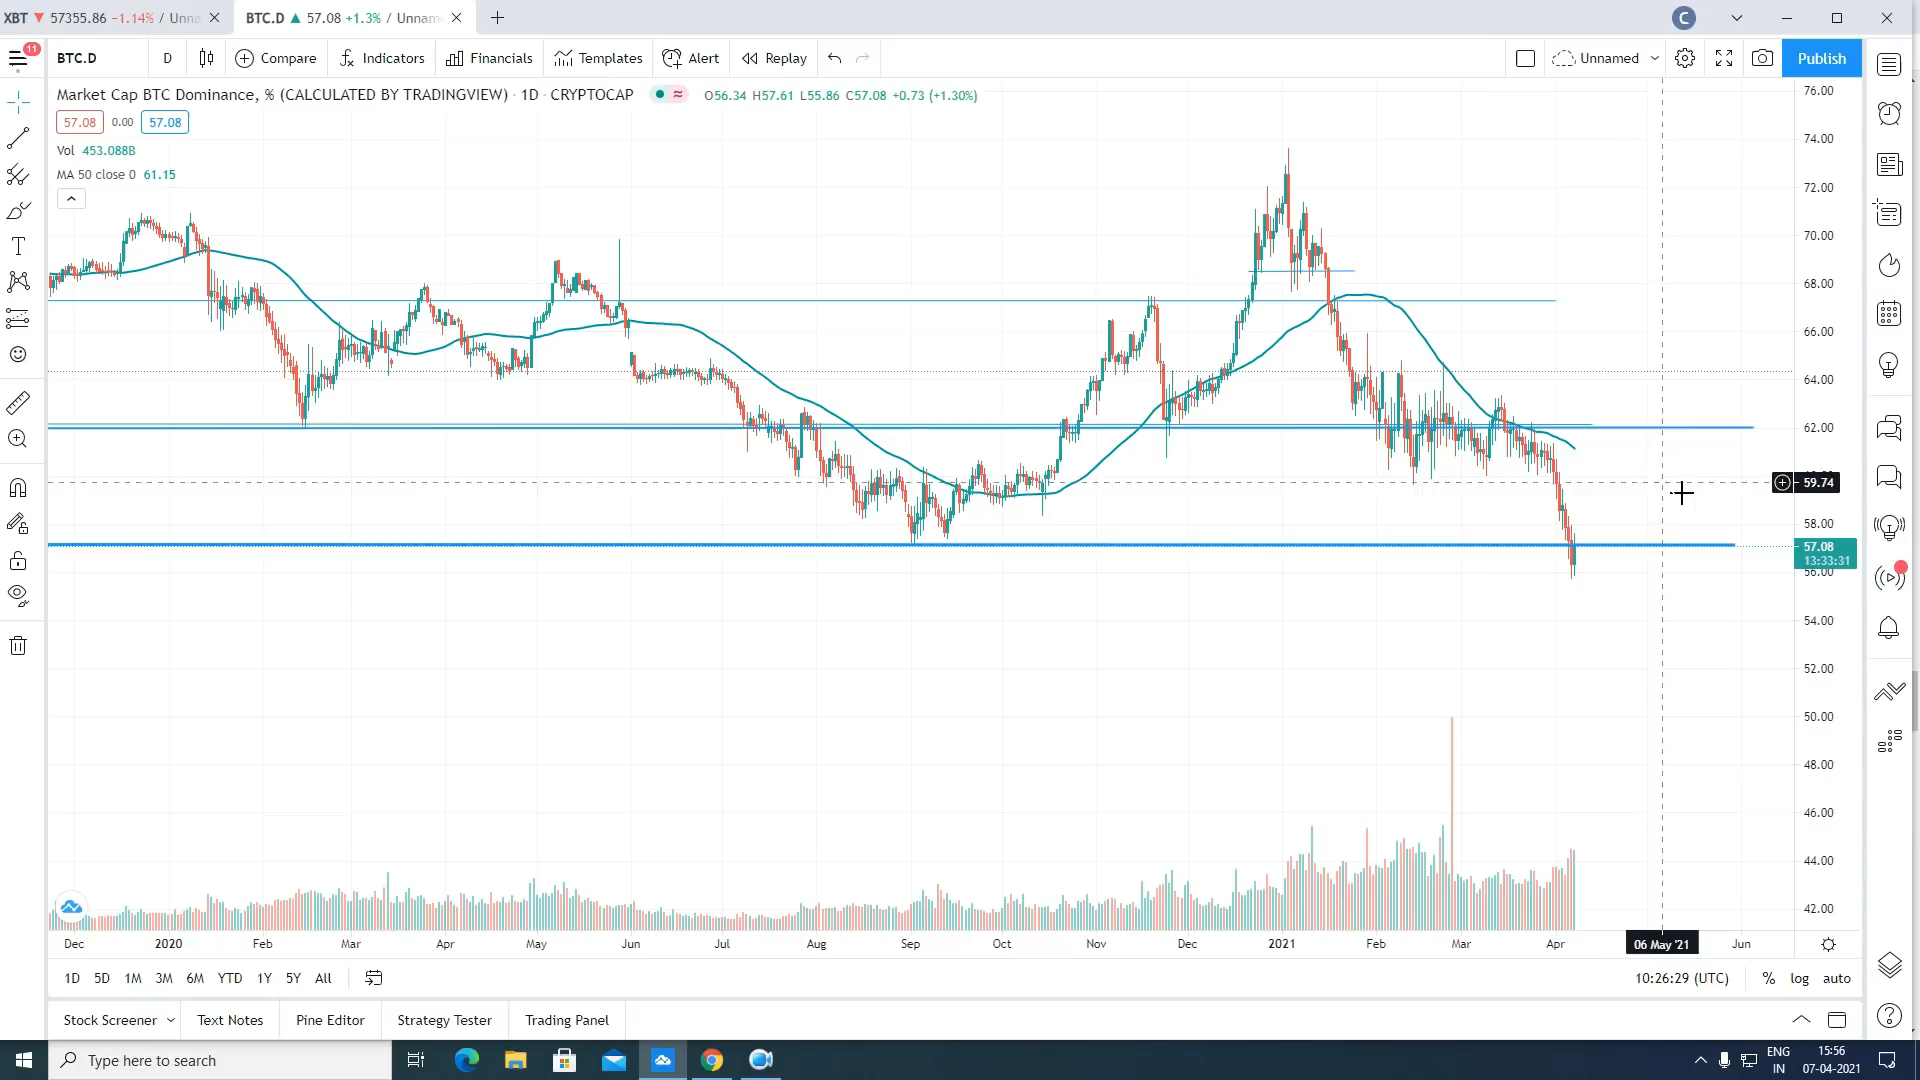 XBT ▼ 57355.86 −1.14% / Unna
BTC.D ▲ 57.08 +1.3% / Unnam
C
11
BTC.D
D
Compare
Indicators
Financials
Templates
Alert
Replay
Unnamed
Publish
Market Cap BTC Dominance, % (CALCULATED BY TRADINGVIEW) · 1D · CRYPTOCAP
O56.34 H57.61 L55.86 C57.08 +0.73 (+1.30%)
57.08 0.00 57.08
Vol 453.088B
MA 50 close 0 61.15
76.00
74.00
72.00
70.00
68.00
66.00
64.00
62.00
59.74
58.00
57.08
13:33:31
56.00
54.00
52.00
50.00
48.00
46.00
44.00
42.00
Dec 2020 Feb Mar Apr May Jun Jul Aug Sep Oct Nov Dec 2021 Feb Mar Apr 06 May '21 Jun
1D 5D 1M 3M 6M YTD 1Y 5Y All
10:26:29 (UTC) % log auto
Stock Screener Text Notes Pine Editor Strategy Tester Trading Panel
Type here to search
ENG
IN
15:56
07-04-2021